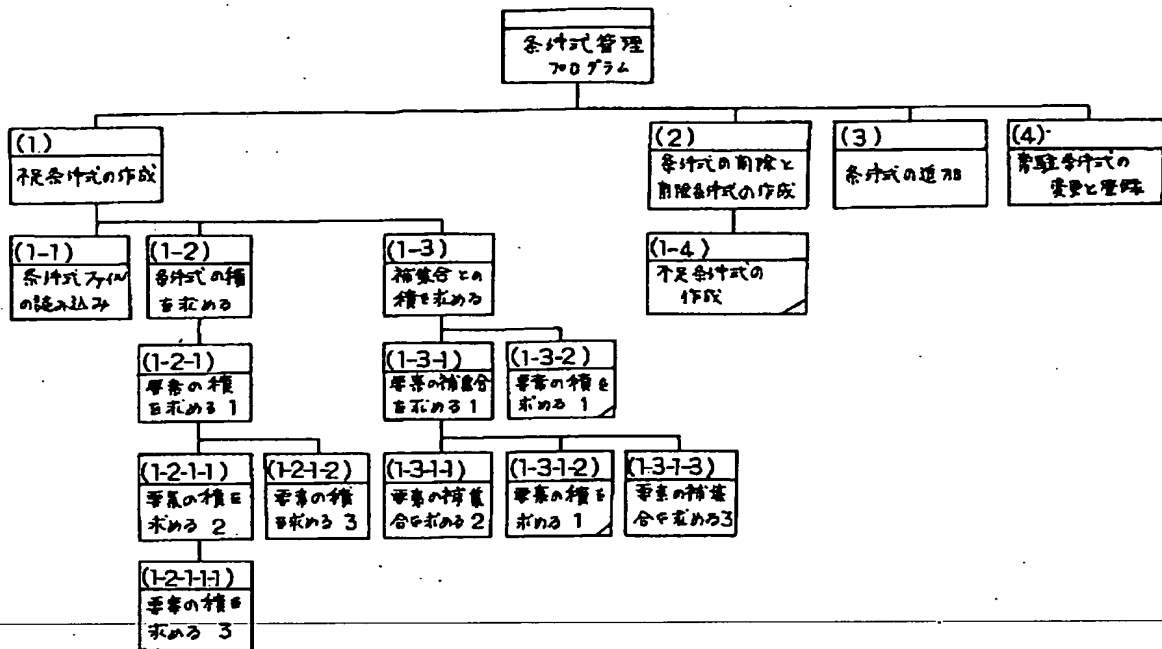 条件式管理
プログラム
(1)
不足条件式の作成
(2)
条件式の削除と
削除条件式の作成
(3)
条件式の追加
(4)
常駐条件式の
変更と登録
(1-1)
条件式ファイル
の読み込み
(1-2)
条件式の積
を求める
(1-3)
補集合との
積を求める
(1-4)
不足条件式の
作成
(1-2-1)
要素の積
を求める 1
(1-3-1)
要素の補集合
を求める 1
(1-3-2)
要素の積を
求める 1
(1-2-1-1)
要素の積を
求める 2
(1-2-1-2)
要素の積
を求める 3
(1-3-1-1)
要素の補集
合を求める 2
(1-3-1-2)
要素の積を
求める 1
(1-3-1-3)
要素の補集
合を求める3
(1-2-1-1-1)
要素の積を
求める 3